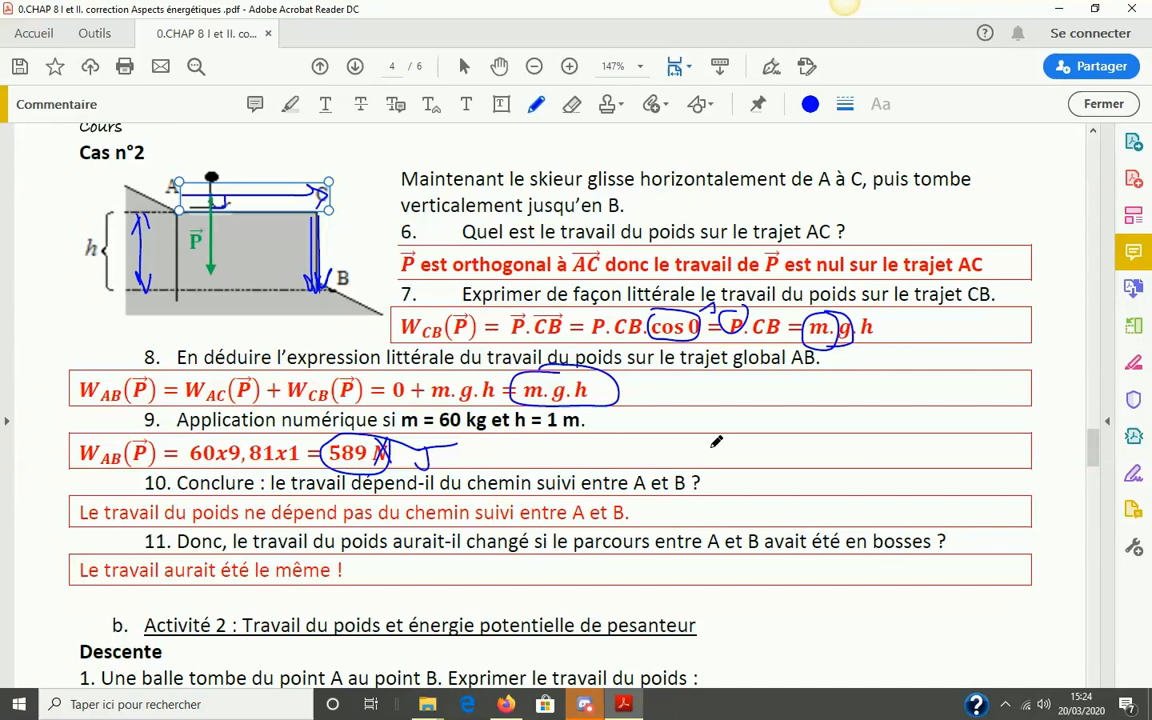 0.CHAP 8 I et II. correction Aspects énergétiques .pdf - Adobe Acrobat Reader DC
Accueil
Outils
0.CHAP 8 I et II. co...
Se connecter
4 / 6
147%
Partager
Commentaire
Aa
Fermer
Cours
Cas n°2
A
C
P
h
B
Maintenant le skieur glisse horizontalement de A à C, puis tombe
verticalement jusqu'en B.
6. Quel est le travail du poids sur le trajet AC ?
P⃗ est orthogonal à AC⃗ donc le travail de P⃗ est nul sur le trajet AC
7. Exprimer de façon littérale le travail du poids sur le trajet CB.
W_CB(P⃗) = P⃗.CB⃗ = P.CB.cos 0 = P.CB = m.g.h
8. En déduire l'expression littérale du travail du poids sur le trajet global AB.
W_AB(P⃗) = W_AC(P⃗) + W_CB(P⃗) = 0 + m.g.h = m.g.h
9. Application numérique si m = 60 kg et h = 1 m.
W_AB(P⃗) = 60x9,81x1 = 589 N J
10. Conclure : le travail dépend-il du chemin suivi entre A et B ?
Le travail du poids ne dépend pas du chemin suivi entre A et B.
11. Donc, le travail du poids aurait-il changé si le parcours entre A et B avait été en bosses ?
Le travail aurait été le même !
b. Activité 2 : Travail du poids et énergie potentielle de pesanteur
Descente
1. Une balle tombe du point A au point B. Exprimer le travail du poids :
Taper ici pour rechercher
15:24
20/03/2020
7